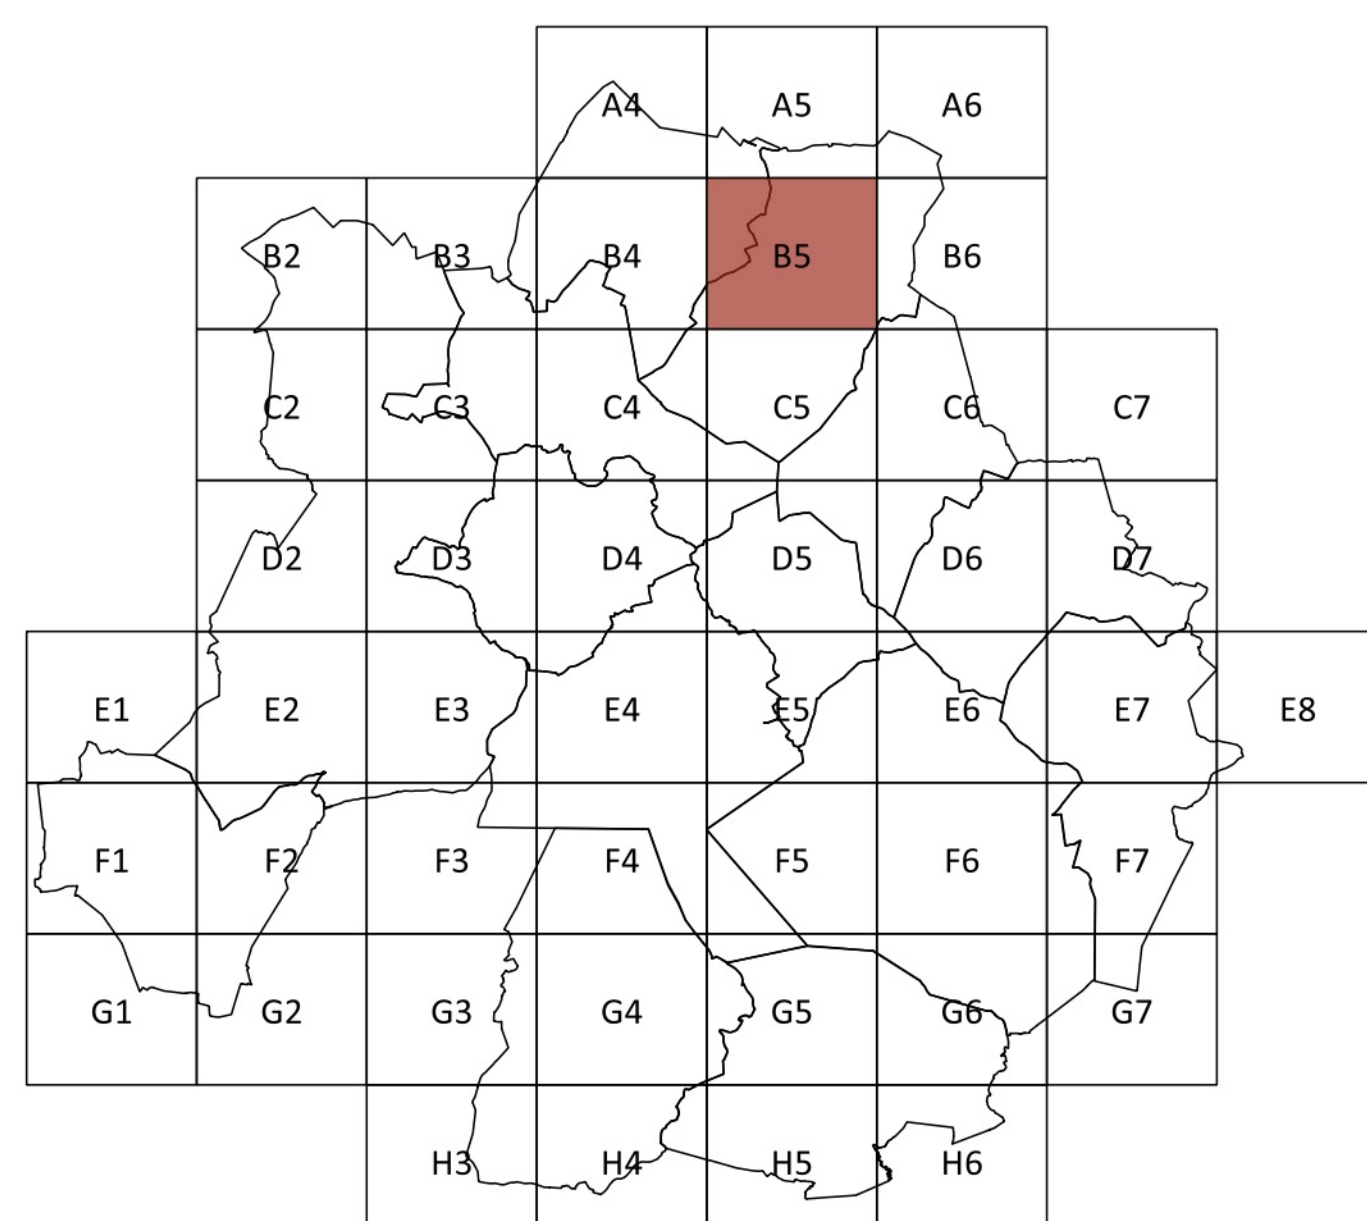 A4 A5 A6
B2 B3 B4 B5 B6
C2 C3 C4 C5 C6 C7
D2 D3 D4 D5 D6 D7
E1 E2 E3 E4 E5 E6 E7 E8
F1 F2 F3 F4 F5 F6 F7
G1 G2 G3 G4 G5 G6 G7
H3 H4 H5 H6